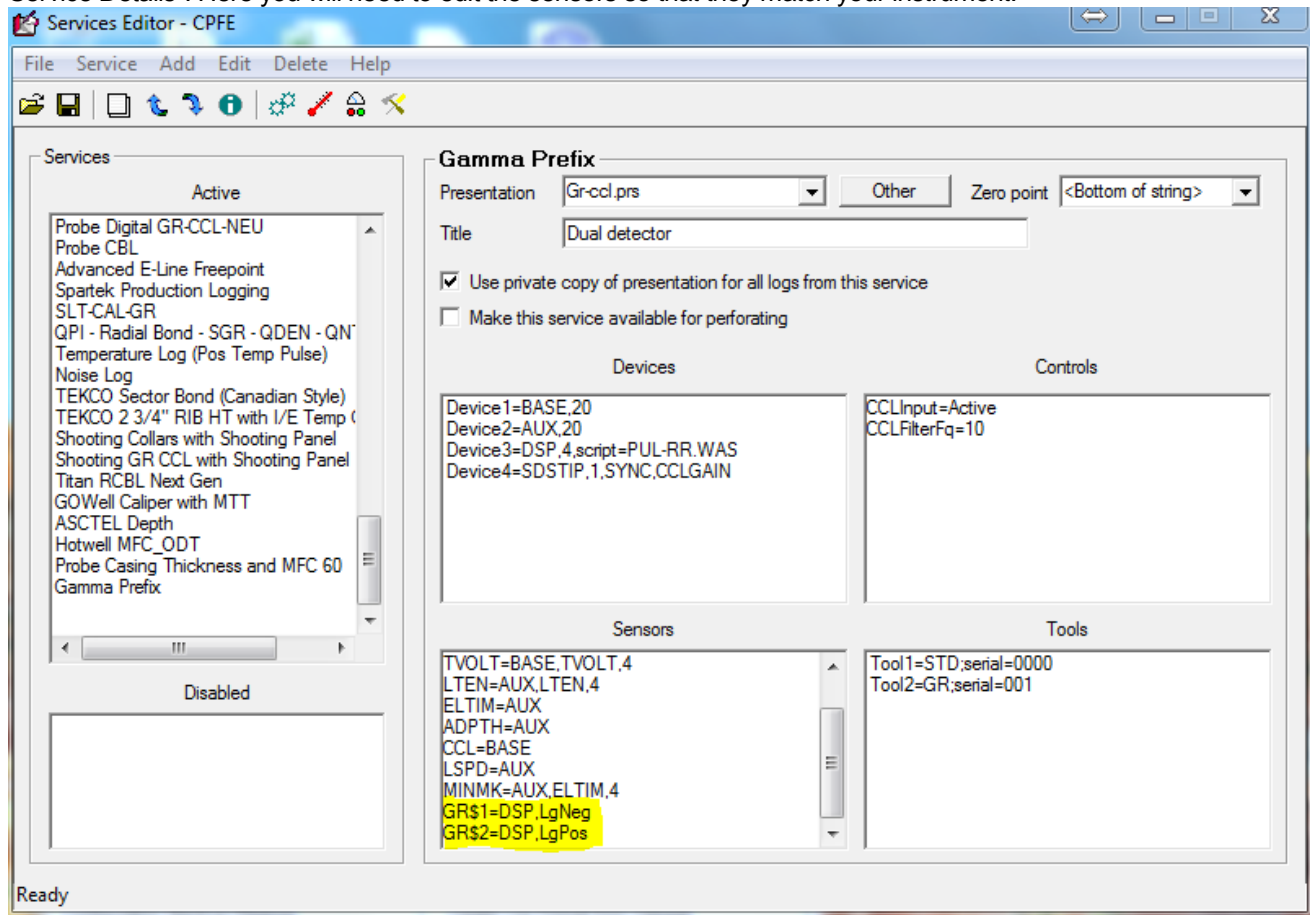 Services Editor - CPFE
File Service Add Edit Delete Help
Services
Active
Probe Digital GR-CCL-NEU
Probe CBL
Advanced E-Line Freepoint
Spartek Production Logging
SLT-CAL-GR
QPI - Radial Bond - SGR - QDEN - QN
Temperature Log (Pos Temp Pulse)
Noise Log
TEKCO Sector Bond (Canadian Style)
TEKCO 2 3/4" RIB HT with I/E Temp
Shooting Collars with Shooting Panel
Shooting GR CCL with Shooting Panel
Titan RCBL Next Gen
GOWell Caliper with MTT
ASCTEL Depth
Hotwell MFC_ODT
Probe Casing Thickness and MFC 60
Gamma Prefix
Disabled
Gamma Prefix
Presentation Gr-ccl.prs Other Zero point <Bottom of string>
Title Dual detector
Use private copy of presentation for all logs from this service
Make this service available for perforating
Devices
Device1=BASE,20
Device2=AUX,20
Device3=DSP,4,script=PUL-RR.WAS
Device4=SDSTIP,1,SYNC,CCLGAIN
Controls
CCLInput=Active
CCLFilterFq=10
Sensors
TVOLT=BASE,TVOLT,4
LTEN=AUX,LTEN,4
ELTIM=AUX
ADPTH=AUX
CCL=BASE
LSPD=AUX
MINMK=AUX,ELTIM,4
GR$1=DSP,LgNeg
GR$2=DSP,LgPos
Tools
Tool1=STD;serial=0000
Tool2=GR;serial=001
Ready